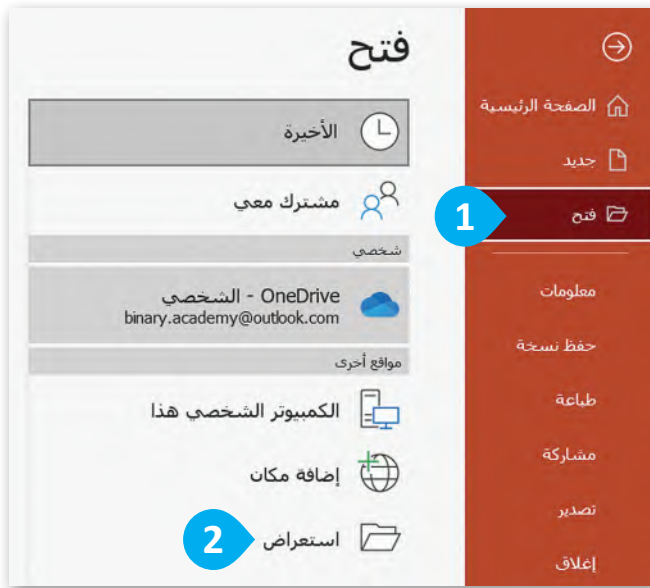 الصفحة الرئيسية
جديد
فتح
1
معلومات
حفظ نسخة
طباعة
مشاركة
تصدير
إغلاق
فتح
الأخيرة
مشترك معي
شخصي
OneDrive - الشخصي
binary.academy@outlook.com
مواقع أخرى
الكمبيوتر الشخصي هذا
إضافة مكان
استعراض
2